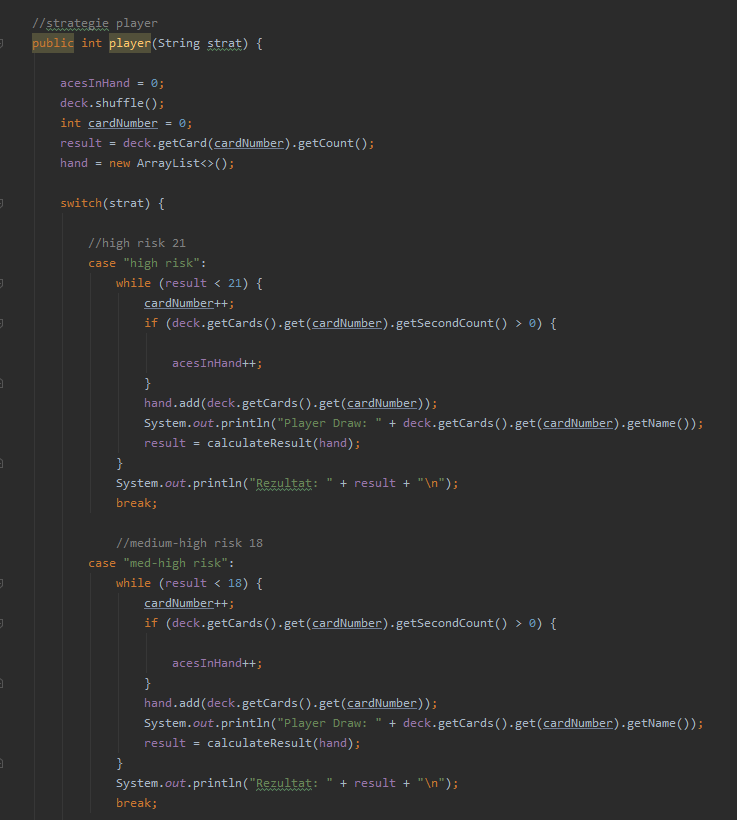 //strategie player
public int player(String strat) {
acesInHand = 0;
deck.shuffle();
int cardNumber = 0;
result = deck.getCard(cardNumber).getCount();
hand = new ArrayList<>();
switch(strat) {
//high risk 21
case "high risk":
while (result < 21) {
cardNumber++;
if (deck.getCards().get(cardNumber).getSecondCount() > 0) {
acesInHand++;
}
hand.add(deck.getCards().get(cardNumber));
System.out.println("Player Draw: " + deck.getCards().get(cardNumber).getName());
result = calculateResult(hand);
}
System.out.println("Rezultat: " + result + "\n");
break;
//medium-high risk 18
case "med-high risk":
while (result < 18) {
cardNumber++;
if (deck.getCards().get(cardNumber).getSecondCount() > 0) {
acesInHand++;
}
hand.add(deck.getCards().get(cardNumber));
System.out.println("Player Draw: " + deck.getCards().get(cardNumber).getName());
result = calculateResult(hand);
}
System.out.println("Rezultat: " + result + "\n");
break;